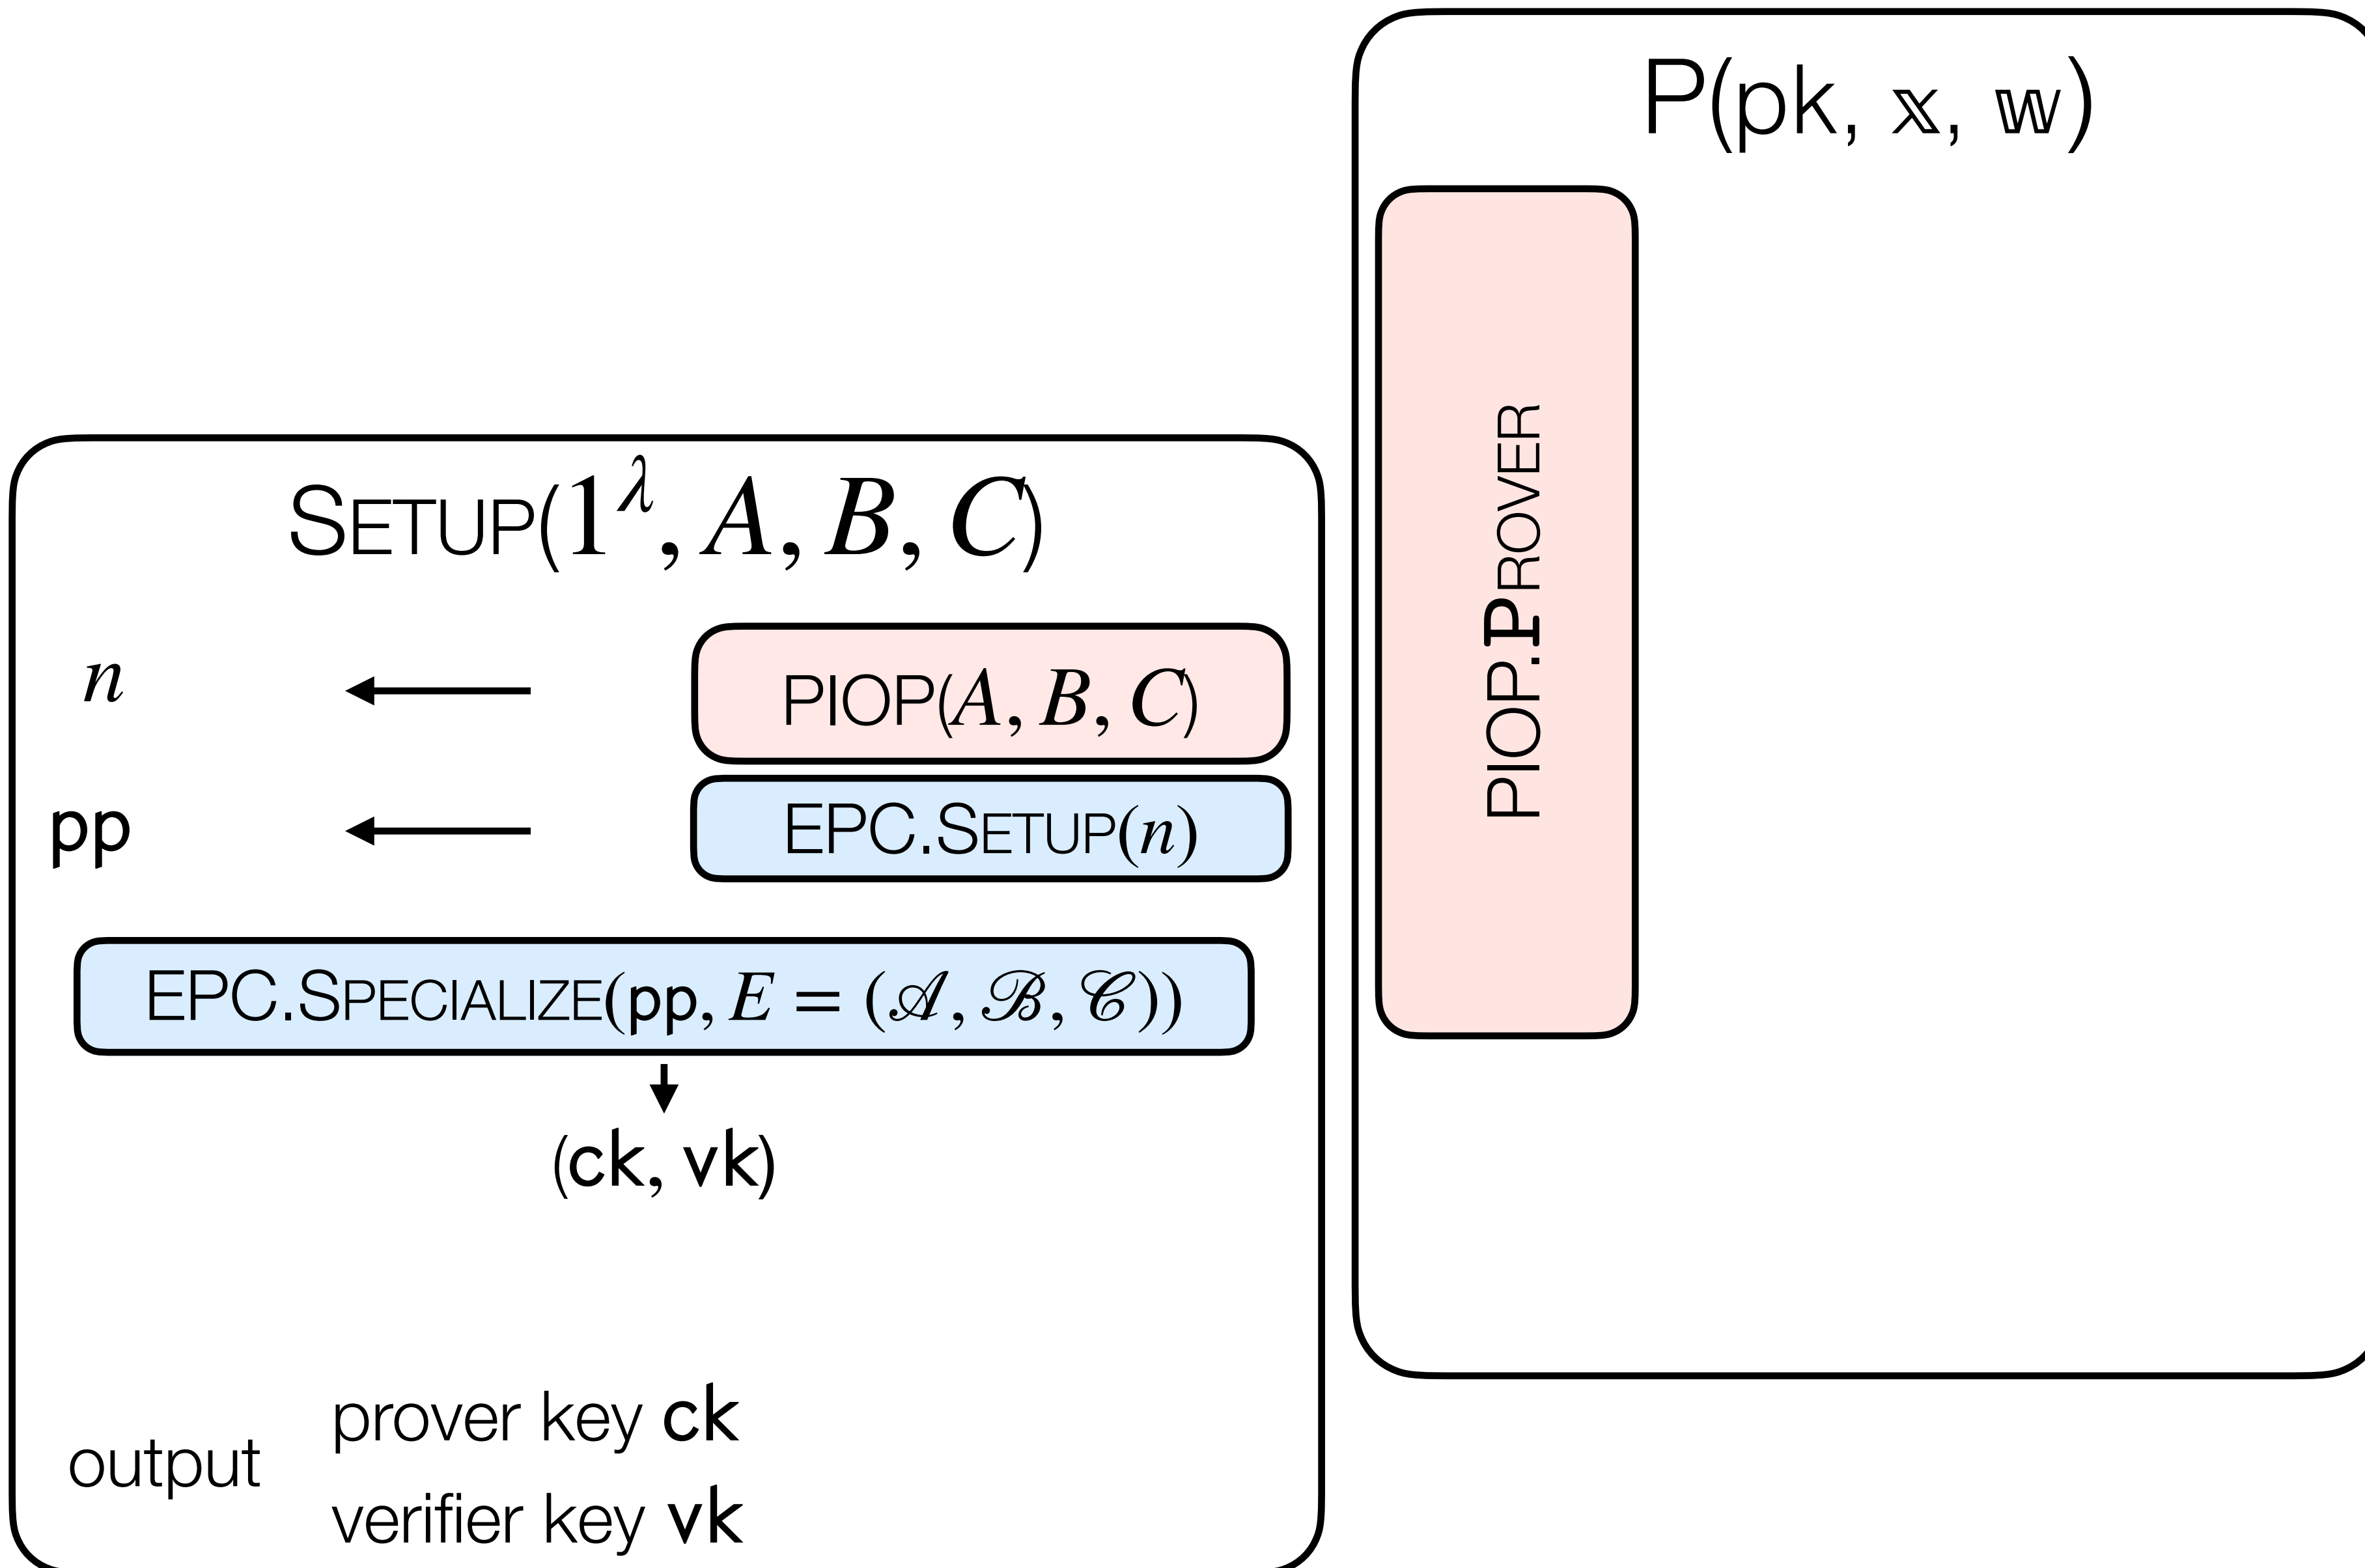 SETUP(1^λ, A, B, C)
n ← PIOP(A, B, C)
pp ← EPC.SETUP(n)
EPC.SPECIALIZE(pp, E = (𝒜, ℬ, 𝒞))
(ck, vk)
output
prover key ck
verifier key vk
P(pk, 𝕩, 𝕨)
PIOP.PROVER